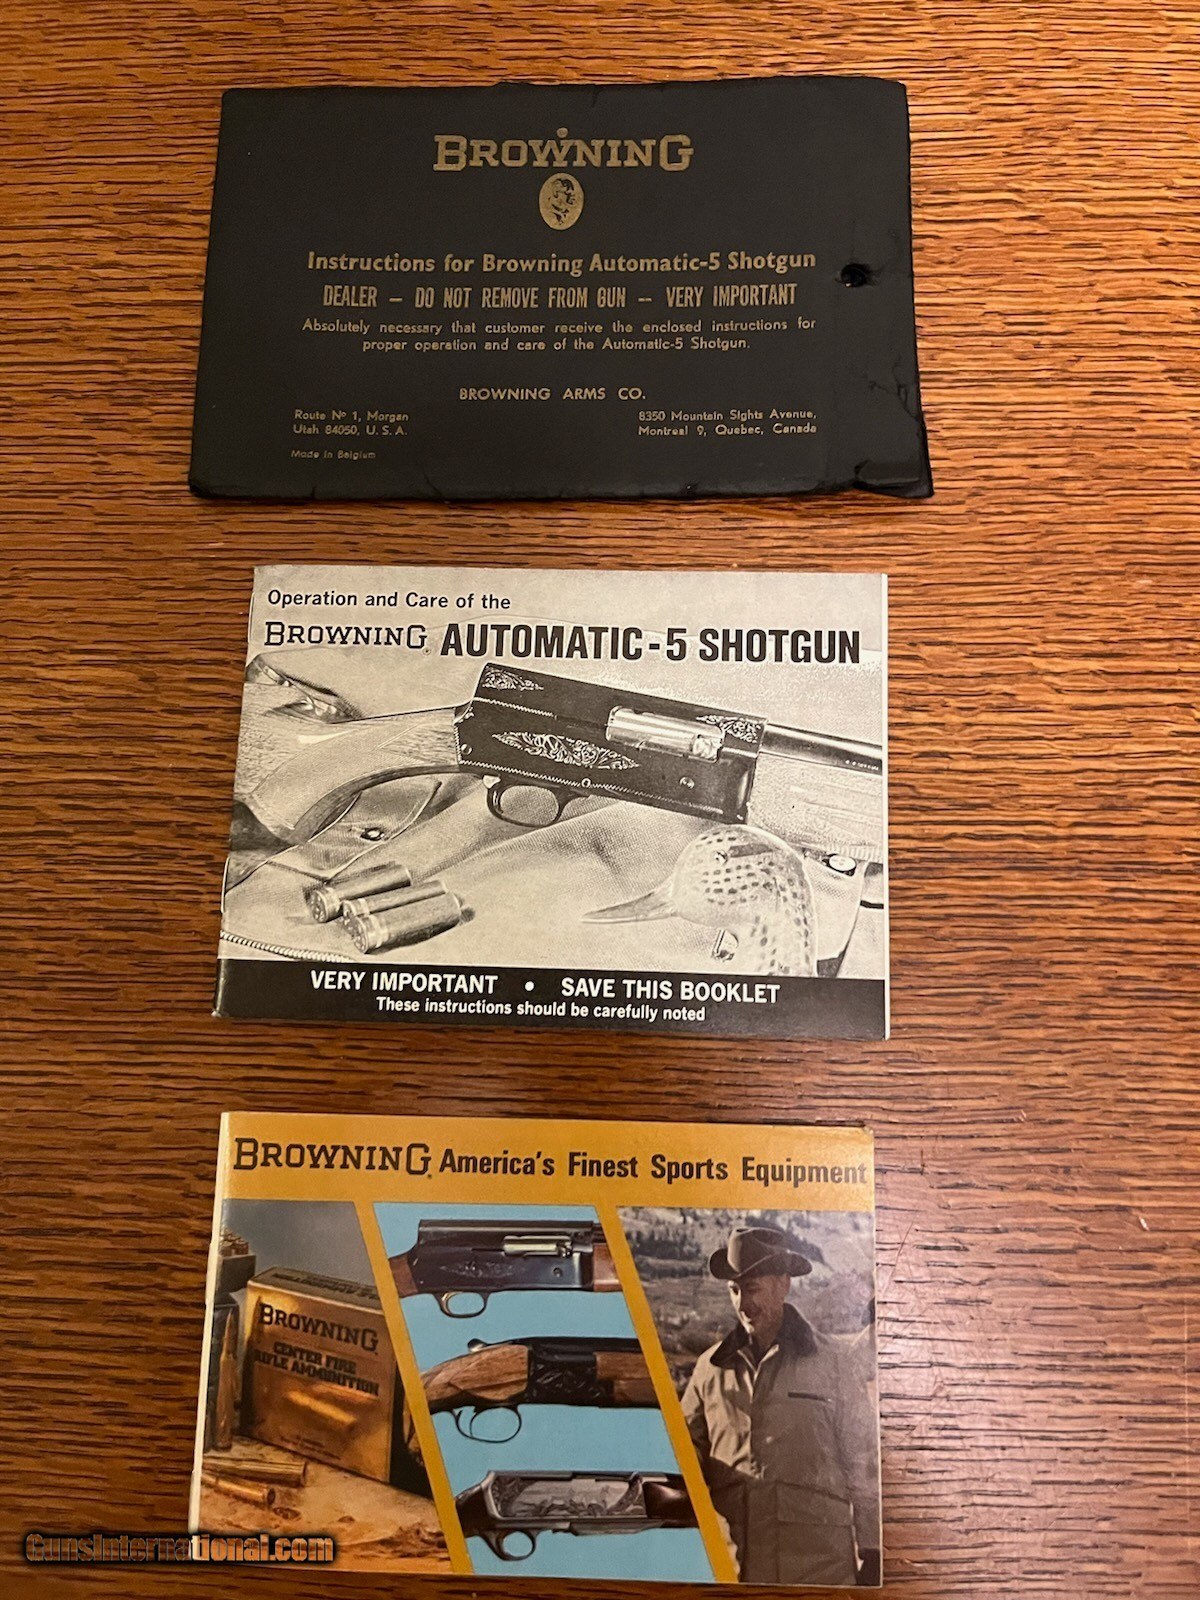 BROWNING
Instructions for Browning Automatic-5 Shotgun
DEALER – DO NOT REMOVE FROM GUN -- VERY IMPORTANT
Absolutely necessary that customer receive the enclosed instructions for
proper operation and care of the Automatic-5 Shotgun.
BROWNING ARMS CO.
Route Nº 1, Morgan
Utah 84050, U. S. A.
8350 Mountain Sights Avenue,
Montreal 9, Quebec, Canada
Made in Belgium
Operation and Care of the
BROWNING® AUTOMATIC-5 SHOTGUN
VERY IMPORTANT • SAVE THIS BOOKLET
These instructions should be carefully noted
BROWNING® America's Finest Sports Equipment
BROWNING
CENTER FIRE
RIFLE AMMUNITION
GunsInternational.com